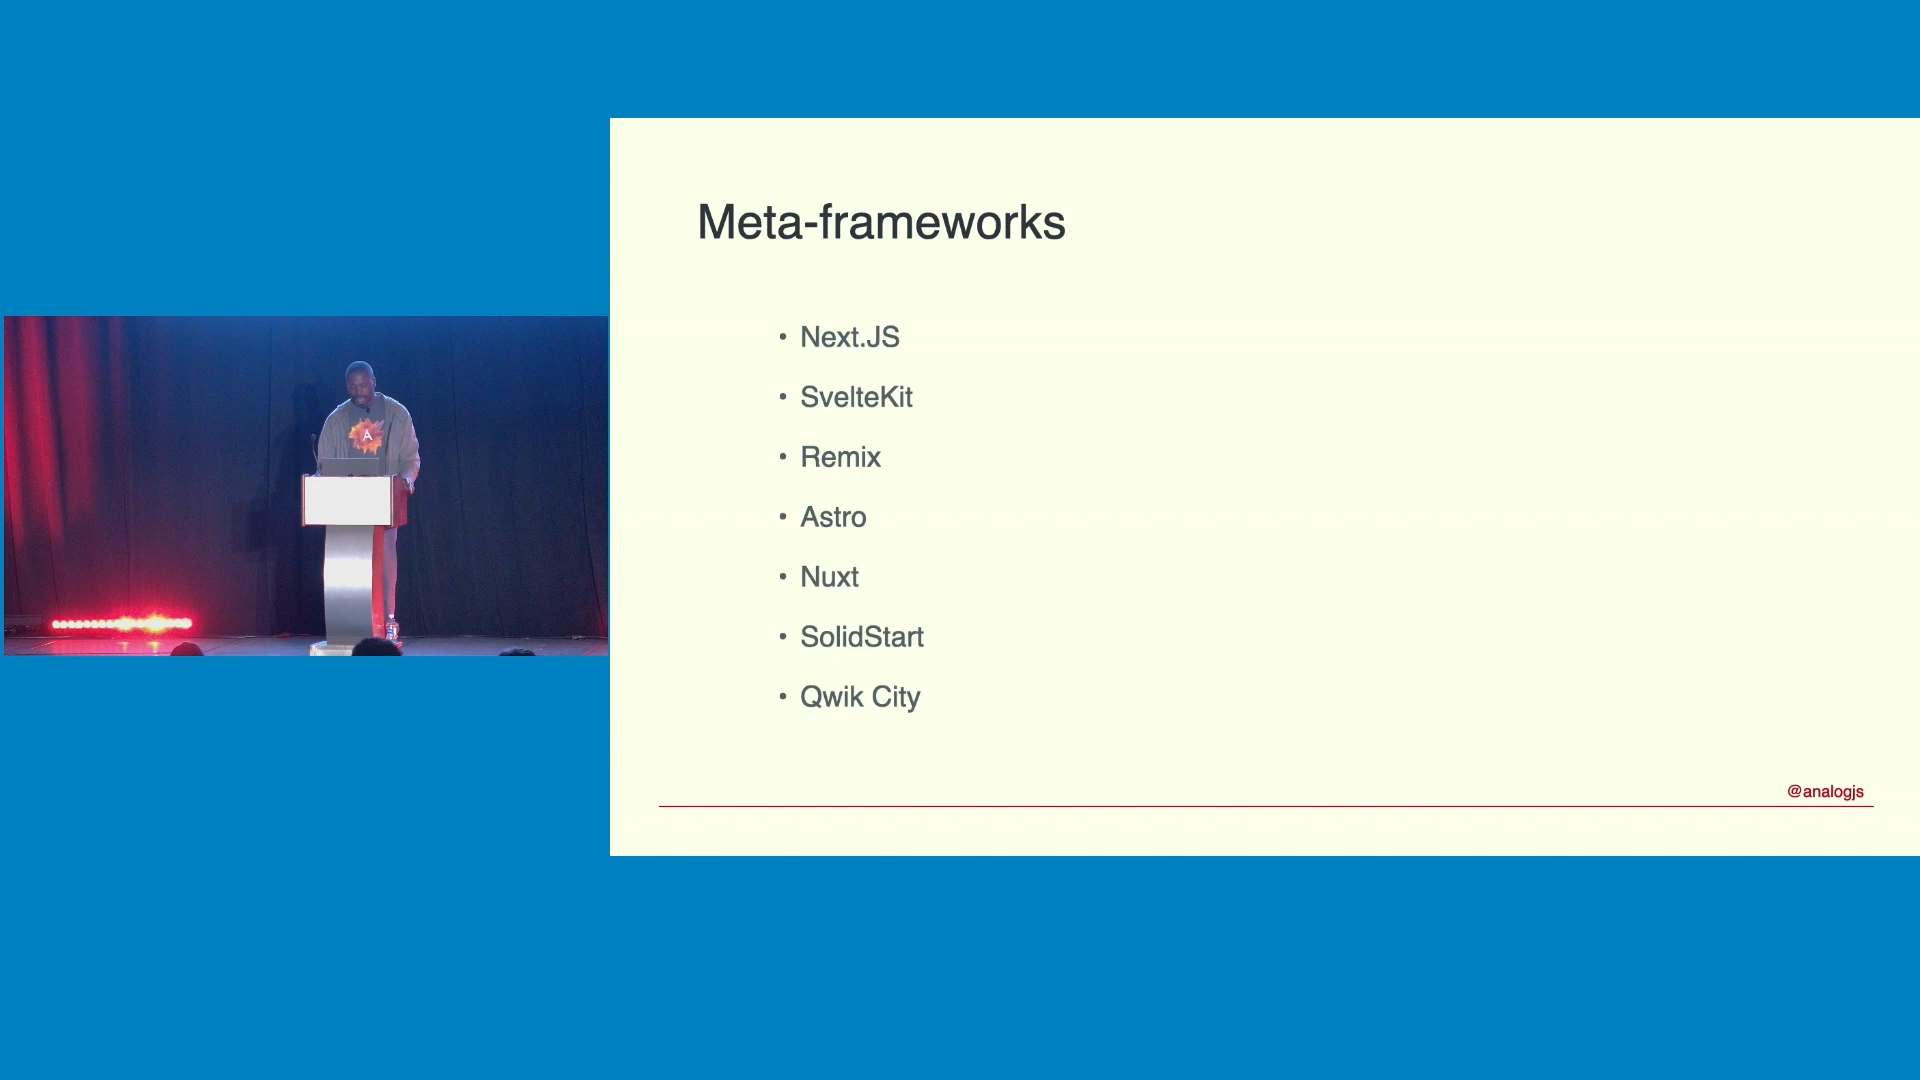 Meta-frameworks
• Next.JS
• SvelteKit
• Remix
• Astro
• Nuxt
• SolidStart
• Qwik City
@analogjs
A